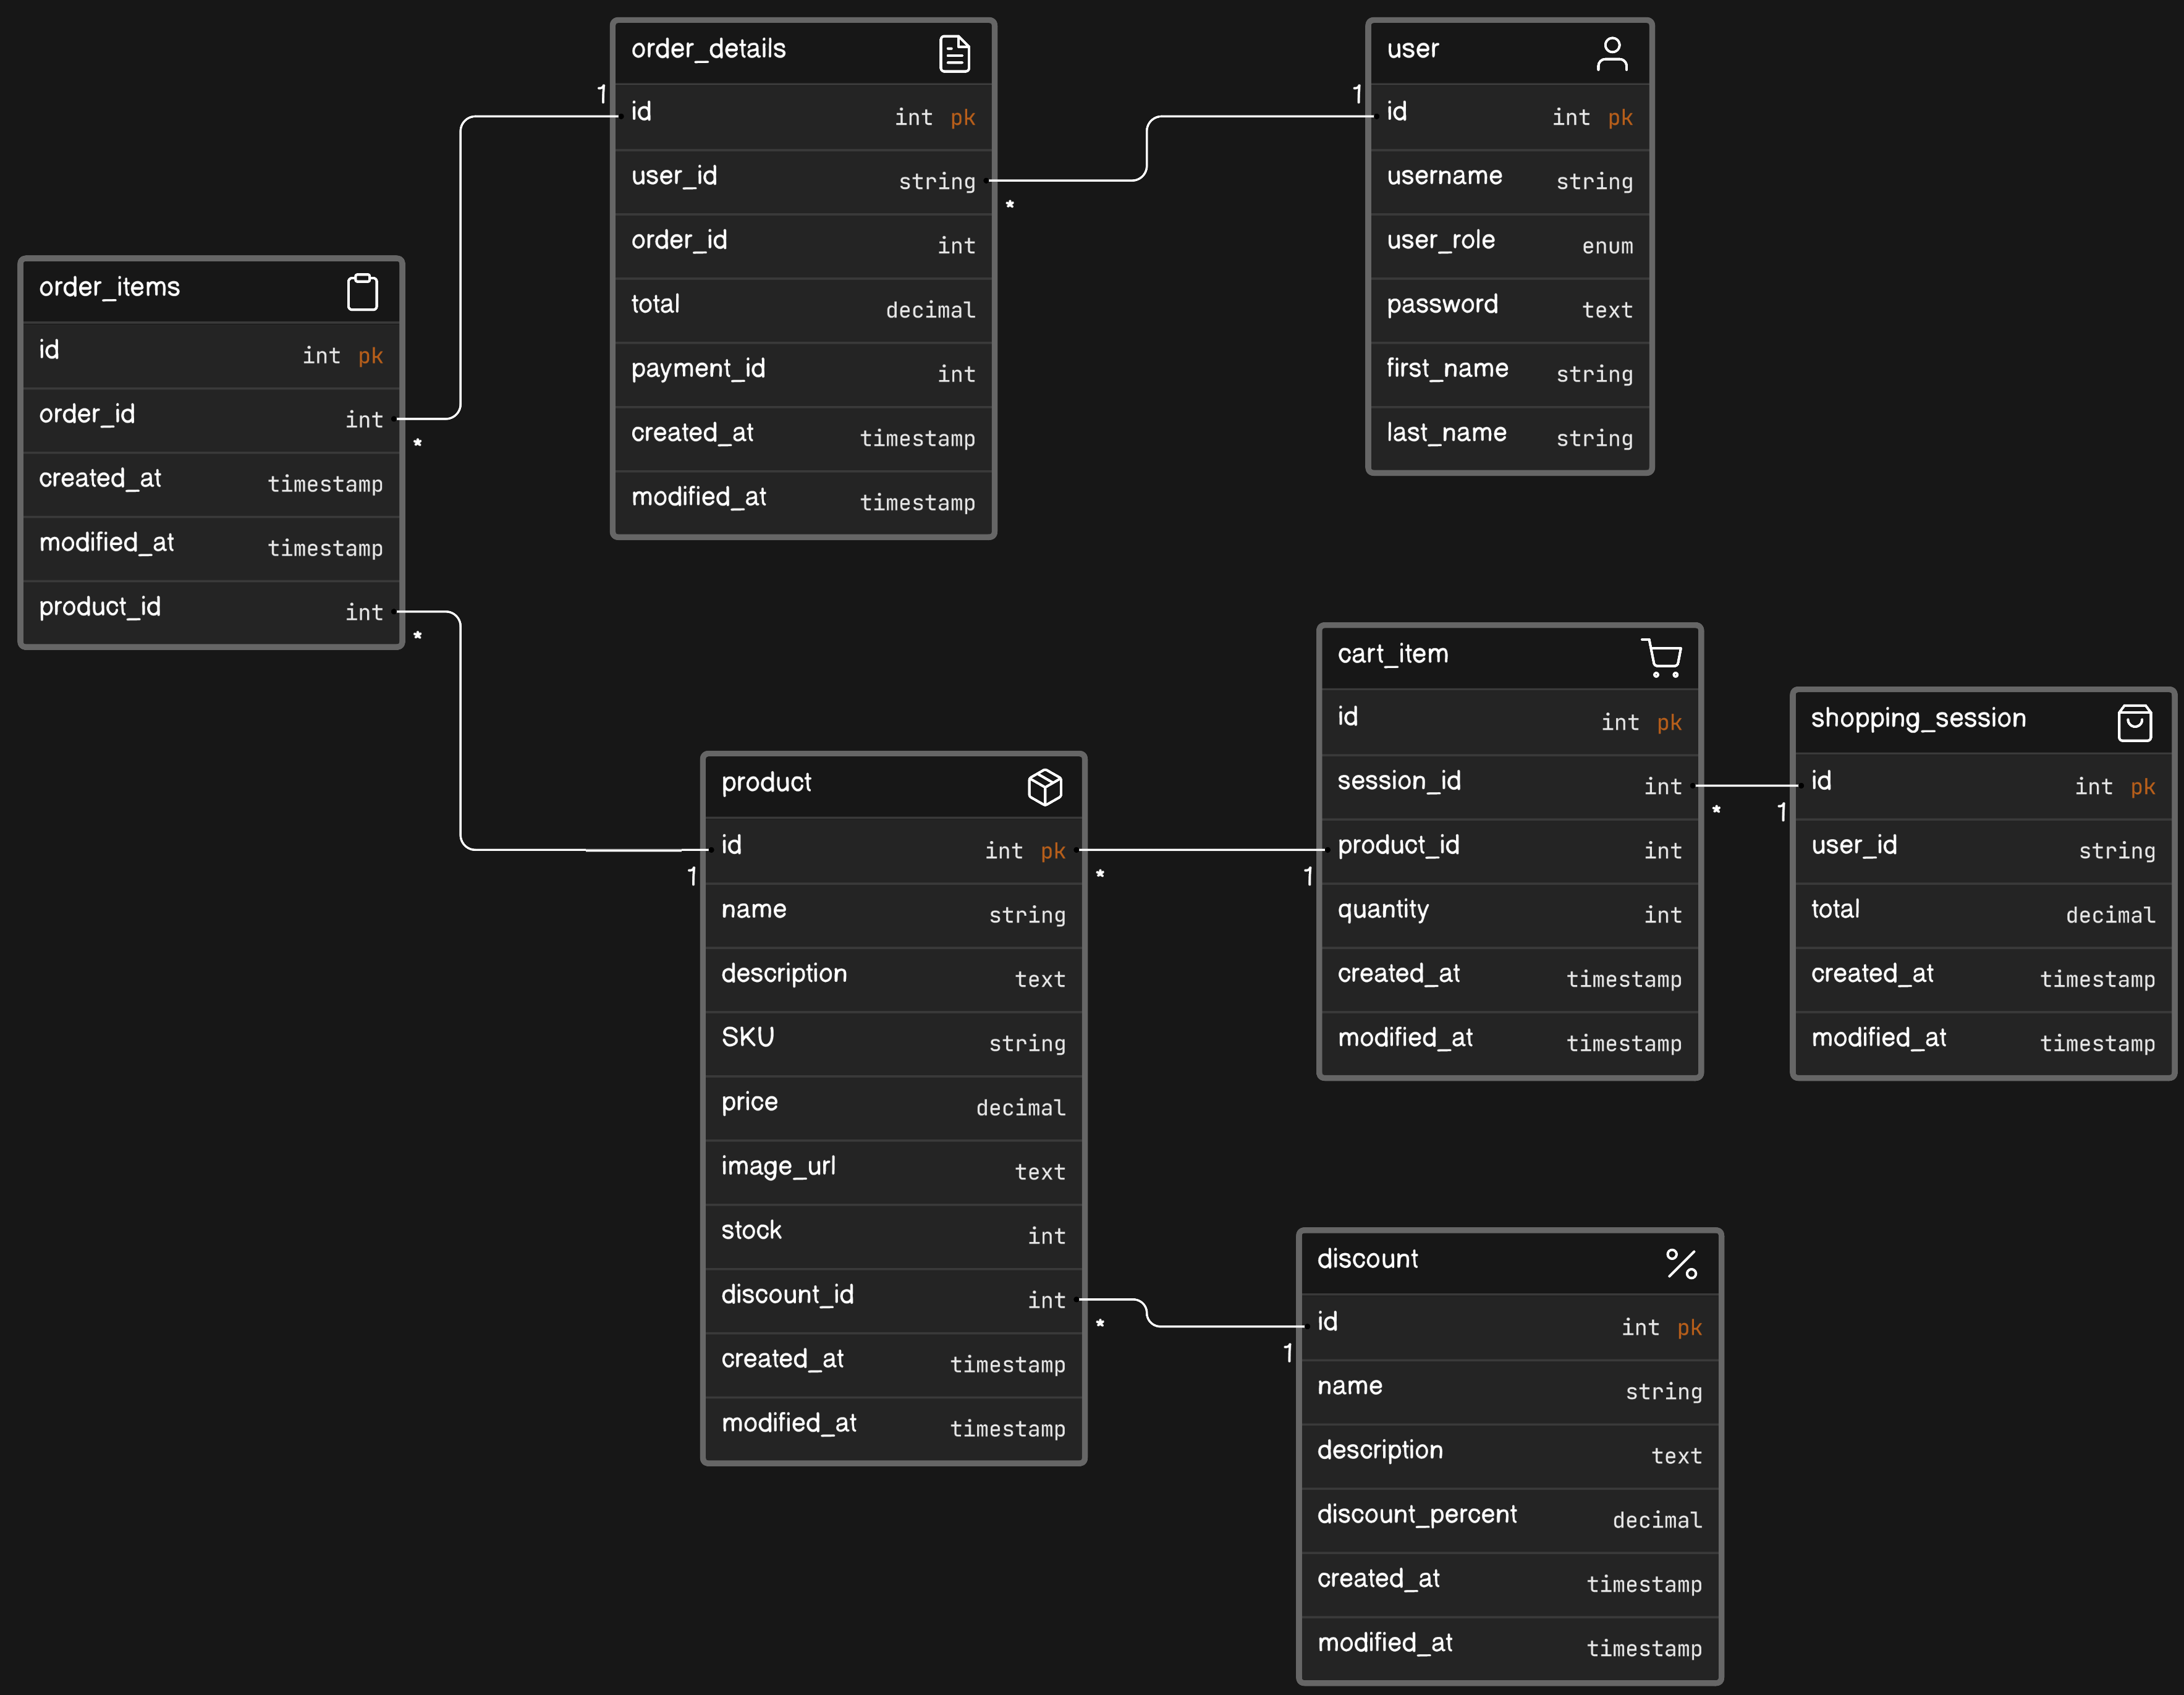 order_details
1
id int pk
user_id string
*
order_id int
total decimal
payment_id int
created_at timestamp
modified_at timestamp
user
1
id int pk
username string
user_role enum
password text
first_name string
last_name string
order_items
id int pk
order_id int
*
created_at timestamp
modified_at timestamp
product_id int
*
product
id int pk
1
*
name string
description text
SKU string
price decimal
image_url text
stock int
discount_id int
*
created_at timestamp
modified_at timestamp
cart_item
id int pk
session_id int
*
product_id int
1
quantity int
created_at timestamp
modified_at timestamp
shopping_session
id int pk
1
user_id string
total decimal
created_at timestamp
modified_at timestamp
discount
id int pk
1
name string
description text
discount_percent decimal
created_at timestamp
modified_at timestamp